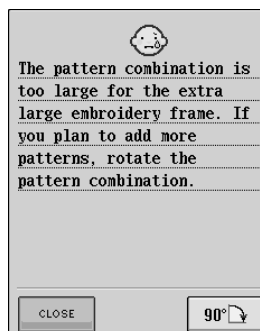 The pattern combination is
too large for the extra
large embroidery frame. If
you plan to add more
patterns, rotate the
pattern combination.
CLOSE
90°